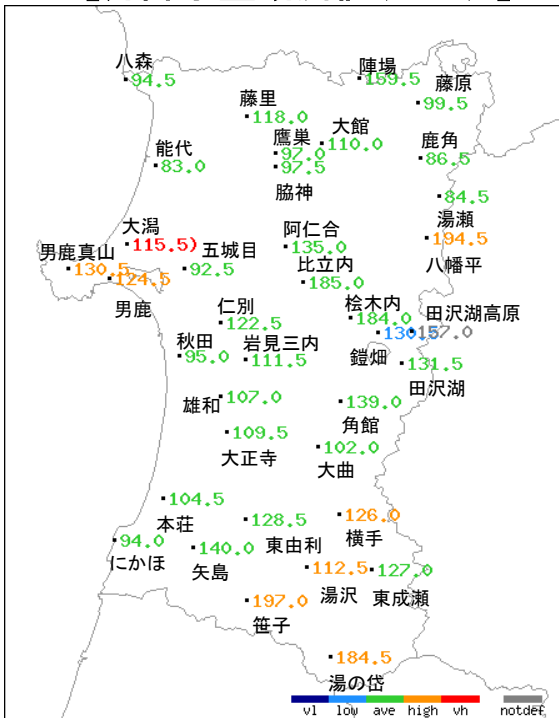 八森
94.5
陣場
159.5
藤原
99.5
藤里
118.0
大館
110.0
鷹巣
97.0
97.5
脇神
鹿角
86.5
能代
83.0
84.5
湯瀬
大潟
115.5)
五城目
92.5
阿仁合
135.0
194.5
八幡平
男鹿真山
130.5
124.5
男鹿
比立内
185.0
仁別
122.5
桧木内
184.0
田沢湖高原
157.0
130.5
鎧畑
秋田
95.0
岩見三内
111.5
131.5
田沢湖
107.0
雄和
139.0
角館
109.5
大正寺
102.0
大曲
104.5
本荘
128.5
東由利
126.0
横手
94.0
にかほ
140.0
矢島
112.5
湯沢
127.0
東成瀬
197.0
笹子
184.5
湯の岱
vl low ave high vh notdef